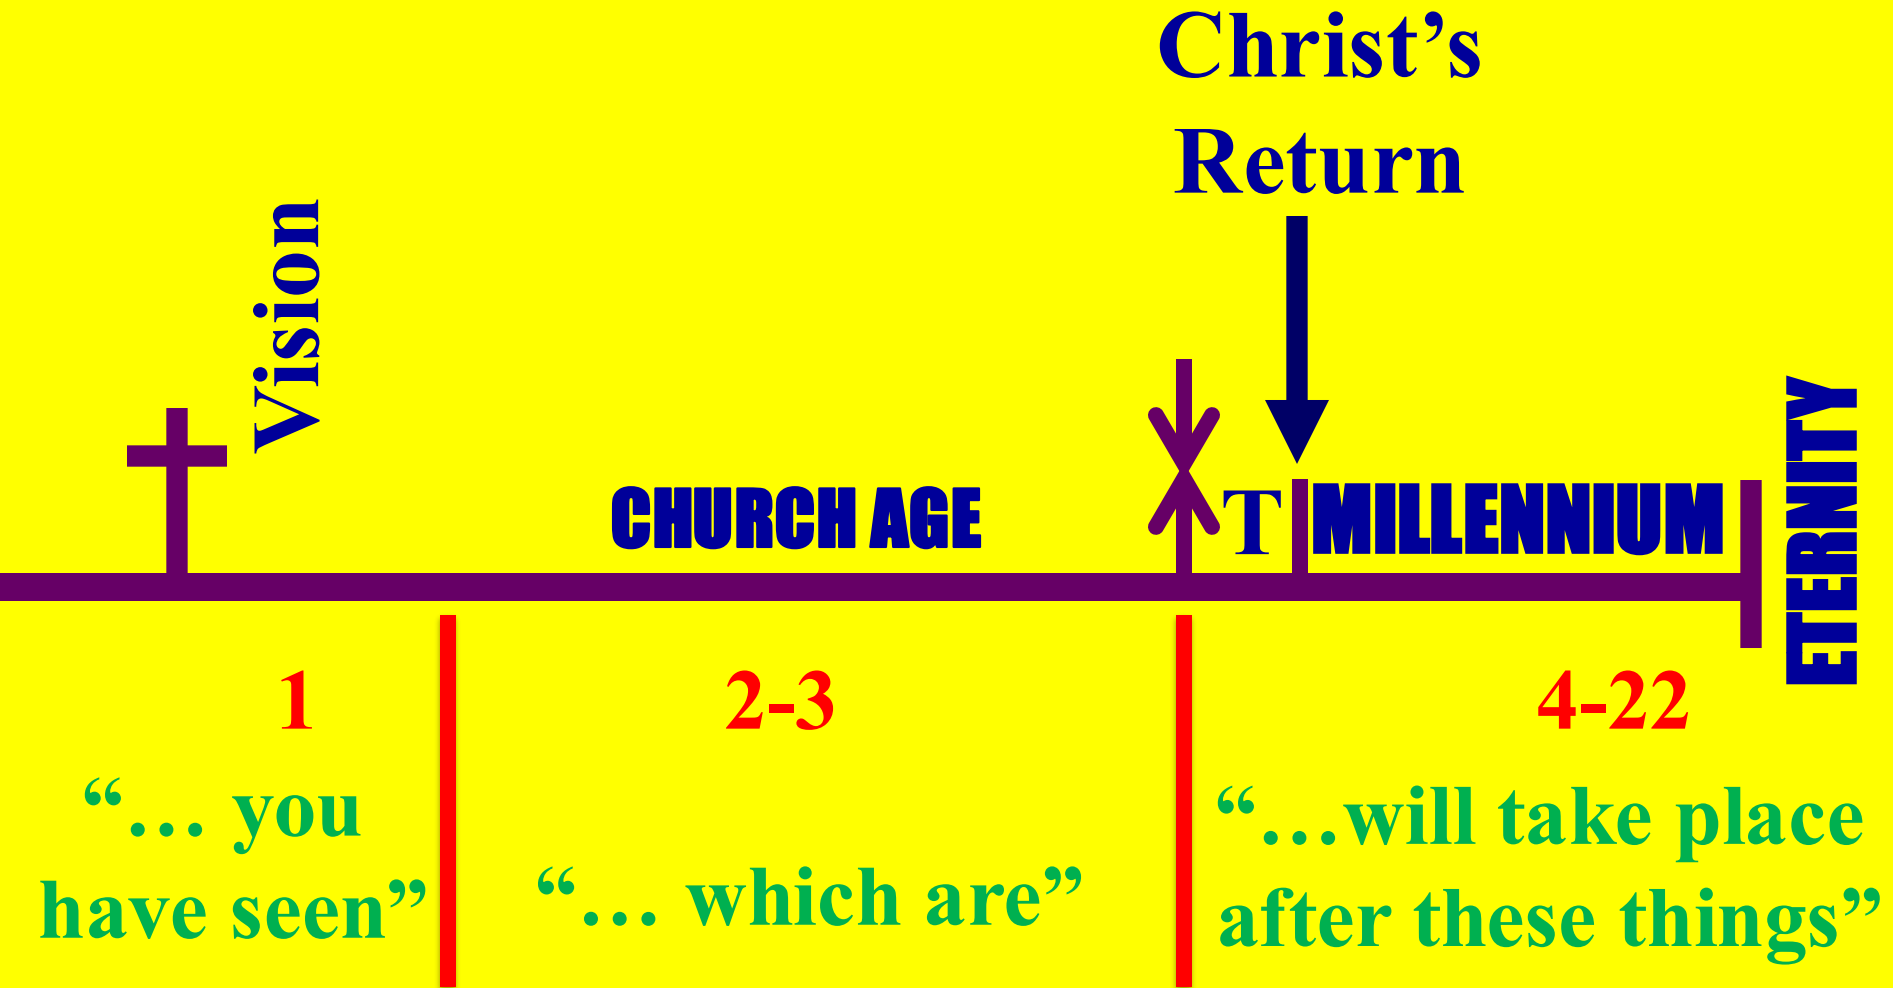 Christ’s
Return
Vision
CHURCH AGE
T
MILLENNIUM
ETERNITY
1
2-3
4-22
“… you
have seen”
“… which are”
“…will take place
after these things”